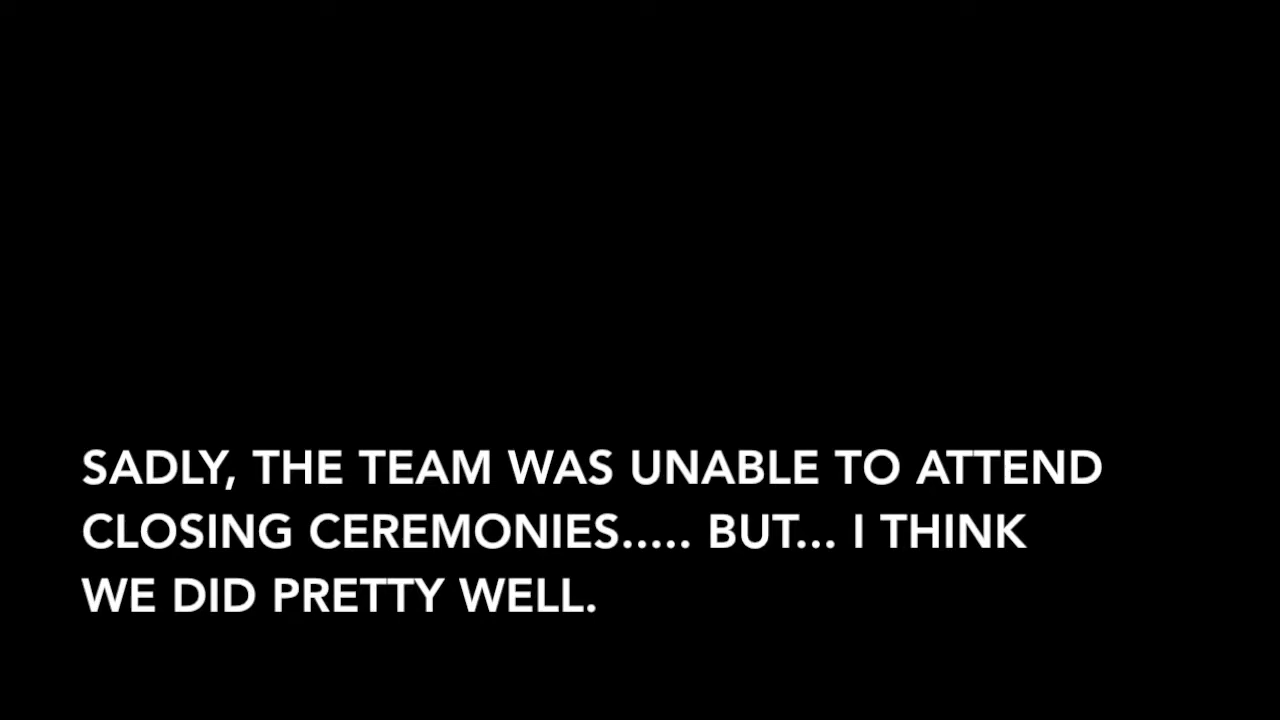 SADLY, THE TEAM WAS UNABLE TO ATTEND
CLOSING CEREMONIES..... BUT... I THINK
WE DID PRETTY WELL.